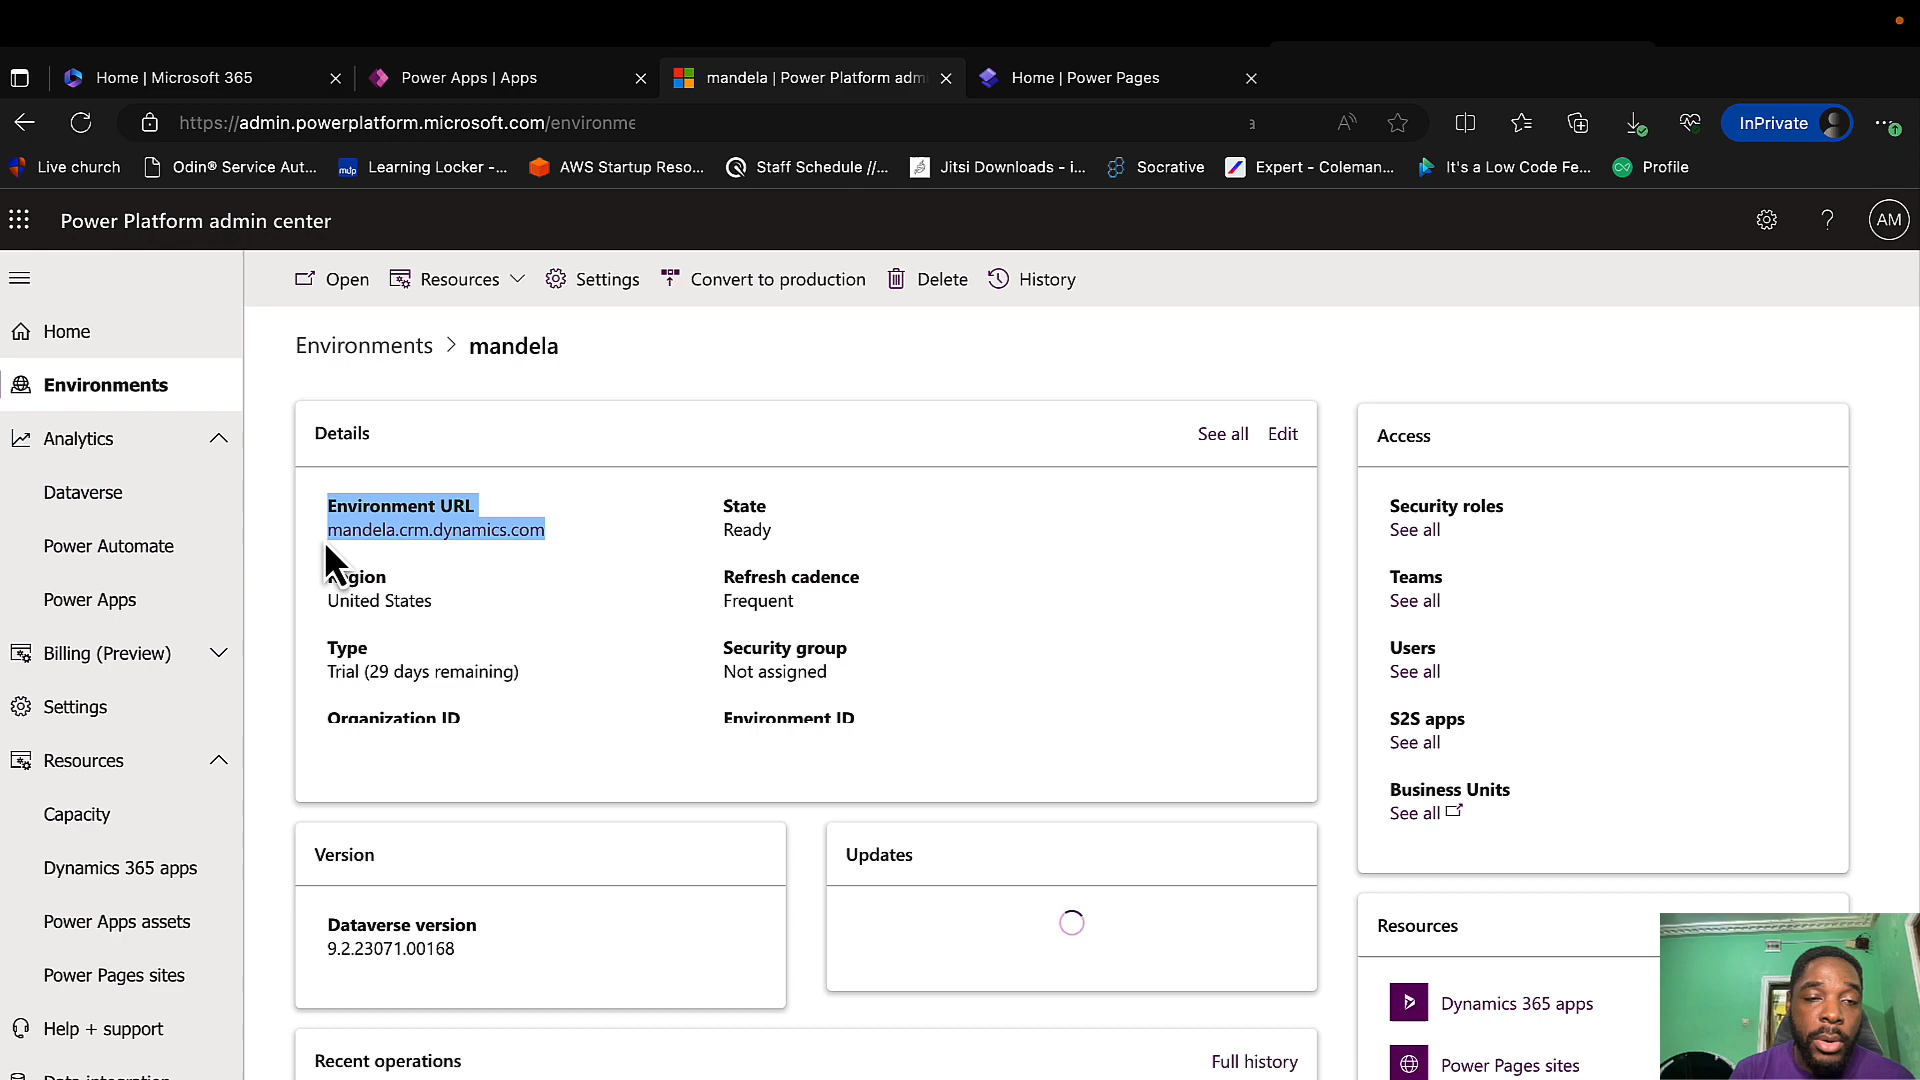 Home | Microsoft 365
Power Apps | Apps
mandela | Power Platform adm
Home | Power Pages
https://admin.powerplatform.microsoft.com/environme
a
InPrivate
Live church
Odin® Service Aut...
mdp
Learning Locker -...
AWS Startup Reso...
Staff Schedule //...
Jitsi Downloads - i...
Socrative
Expert - Coleman...
It's a Low Code Fe...
Profile
Power Platform admin center
AM
Open
Resources
Settings
Convert to production
Delete
History
Home
Environments
Analytics
Dataverse
Power Automate
Power Apps
Billing (Preview)
Settings
Resources
Capacity
Dynamics 365 apps
Power Apps assets
Power Pages sites
Help + support
Data integration
Environments > mandela
Details
See all
Edit
Environment URL
mandela.crm.dynamics.com
State
Ready
Region
United States
Refresh cadence
Frequent
Type
Trial (29 days remaining)
Security group
Not assigned
Organization ID
Environment ID
Version
Dataverse version
9.2.23071.00168
Updates
Recent operations
Full history
Access
Security roles
See all
Teams
See all
Users
See all
S2S apps
See all
Business Units
See all
Resources
Dynamics 365 apps
Power Pages sites